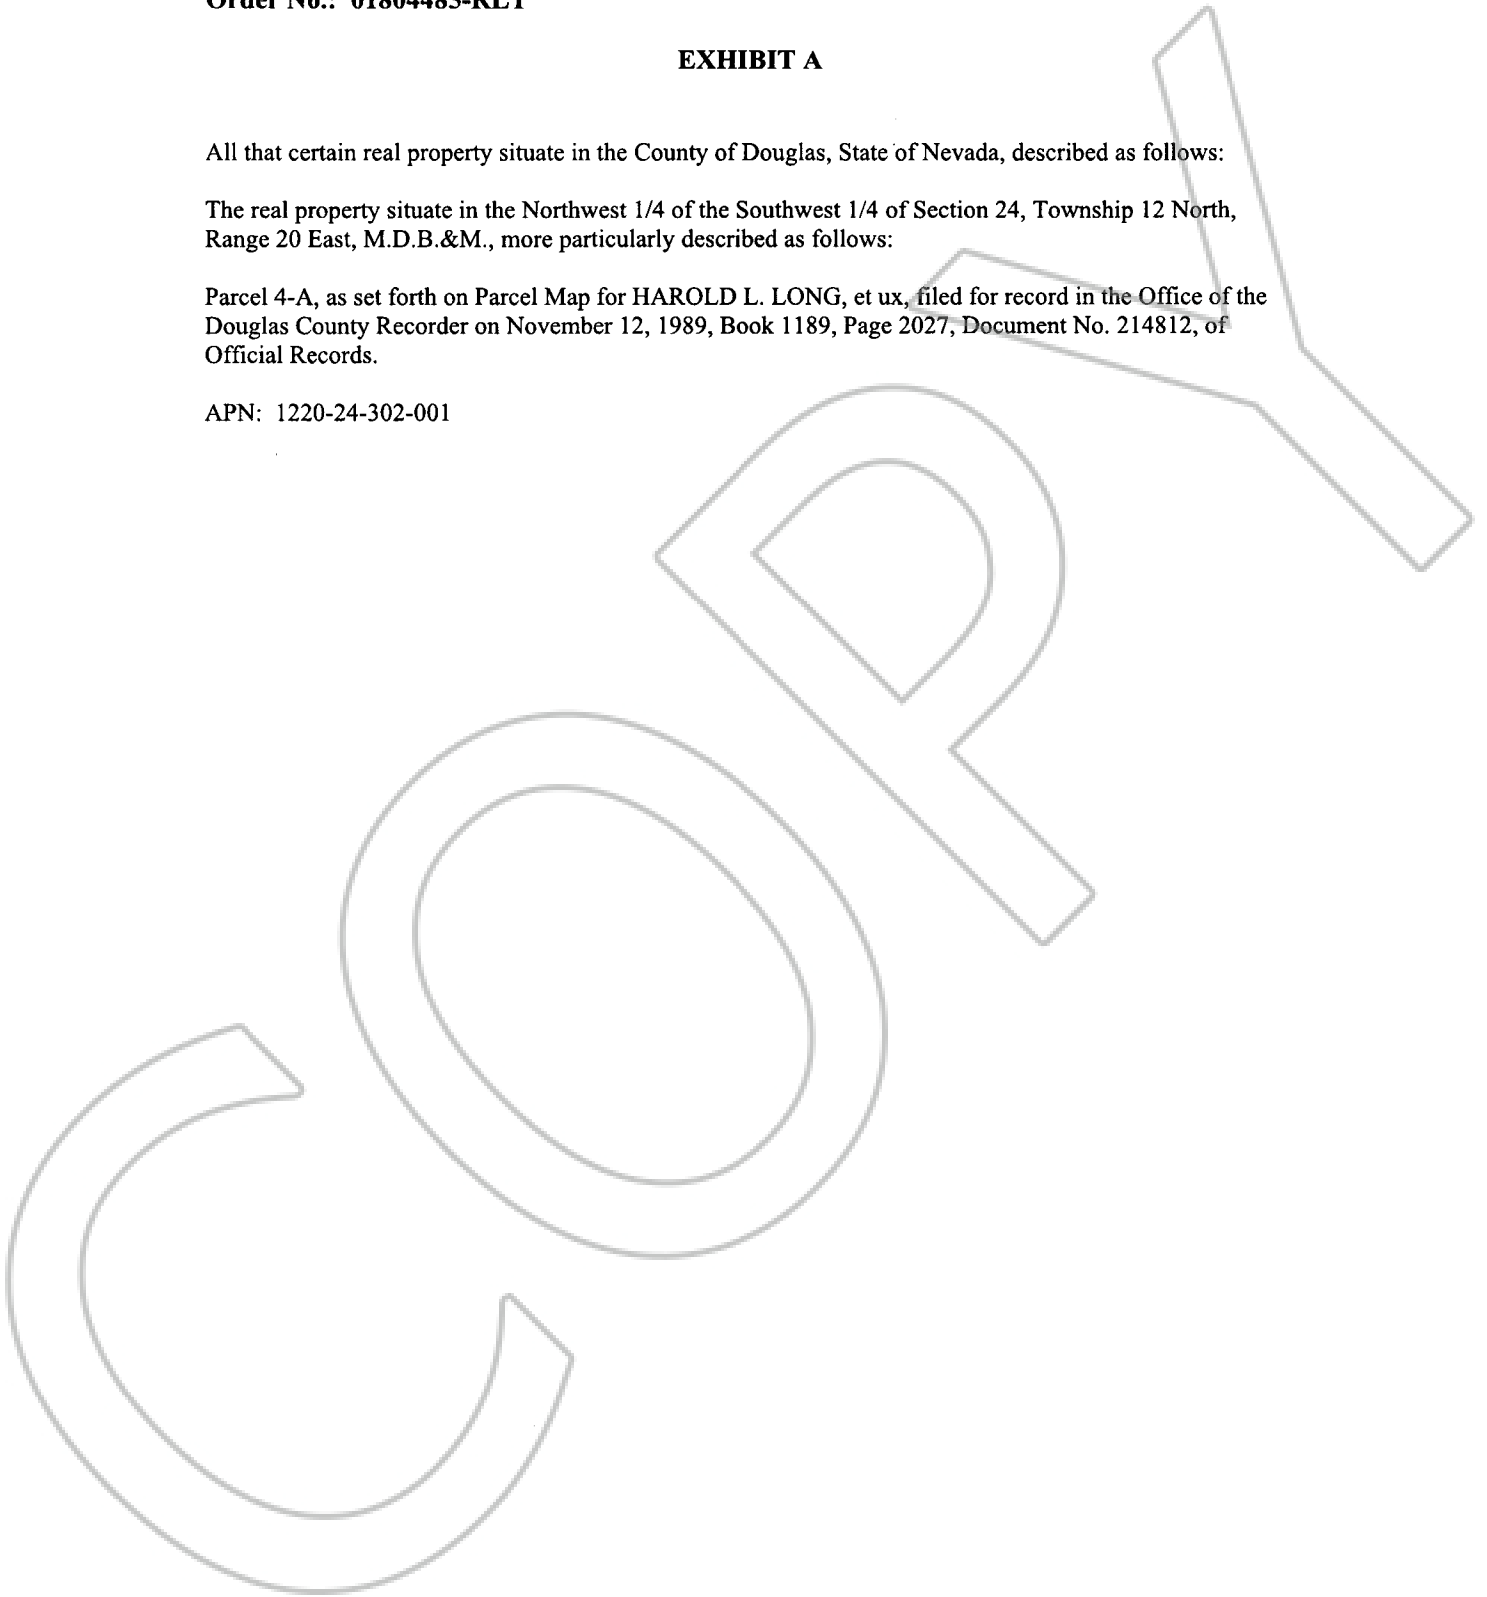 Order No.: 01804485-RLT
EXHIBIT A
All that certain real property situate in the County of Douglas, State of Nevada, described as follows:
The real property situate in the Northwest 1/4 of the Southwest 1/4 of Section 24, Township 12 North,
Range 20 East, M.D.B.&M., more particularly described as follows:
Parcel 4-A, as set forth on Parcel Map for HAROLD L. LONG, et ux, filed for record in the Office of the
Douglas County Recorder on November 12, 1989, Book 1189, Page 2027, Document No. 214812, of
Official Records.
APN: 1220-24-302-001
COPY